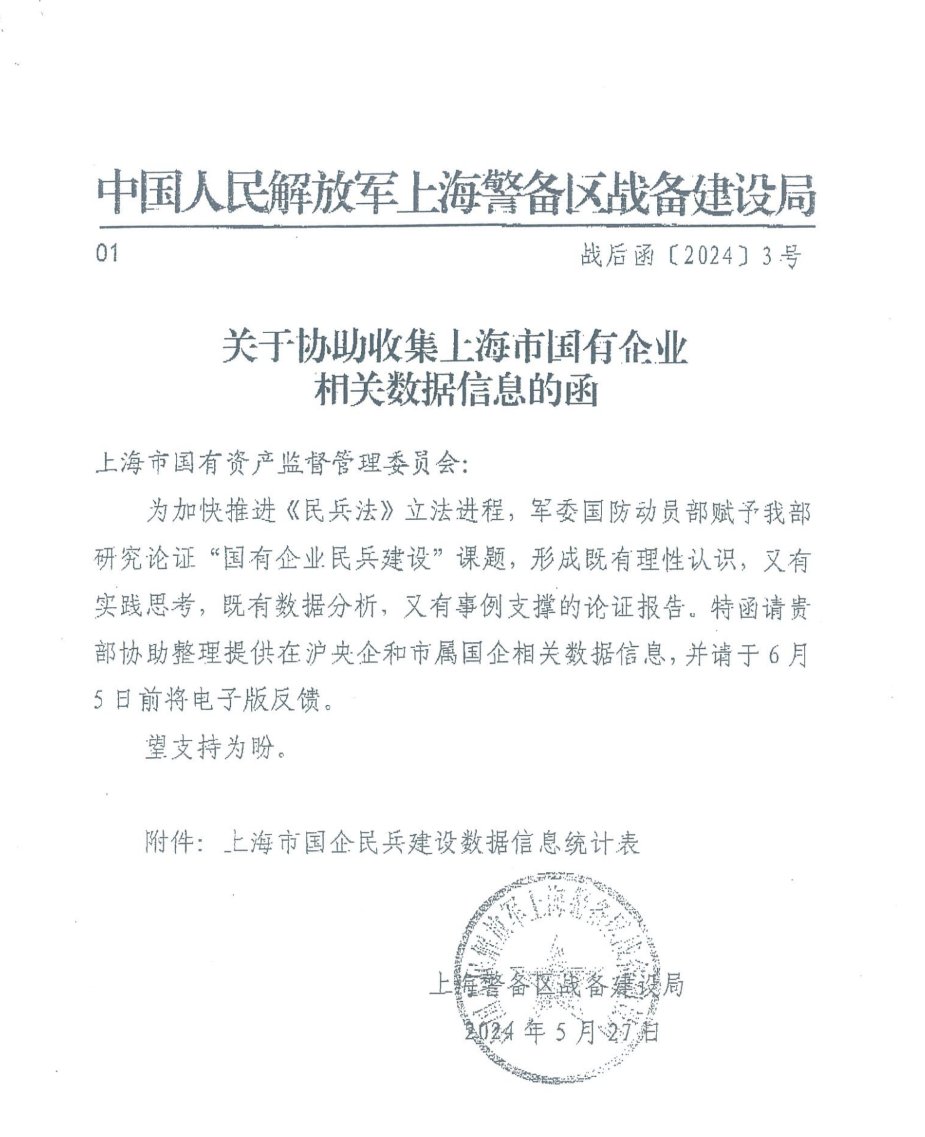 中国人民解放军上海警备区战备建设局
01 战后函〔2024〕3号
关于协助收集上海市国有企业
相关数据信息的函
上海市国有资产监督管理委员会：
为加快推进《民兵法》立法进程，军委国防动员部赋予我部
研究论证“国有企业民兵建设”课题，形成既有理性认识，又有
实践思考，既有数据分析，又有事例支撑的论证报告。特函请贵
部协助整理提供在沪央企和市属国企相关数据信息，并请于6月
5日前将电子版反馈。
望支持为盼。
附件：上海市国企民兵建设数据信息统计表
上海警备区战备建设局
2024年5月27日